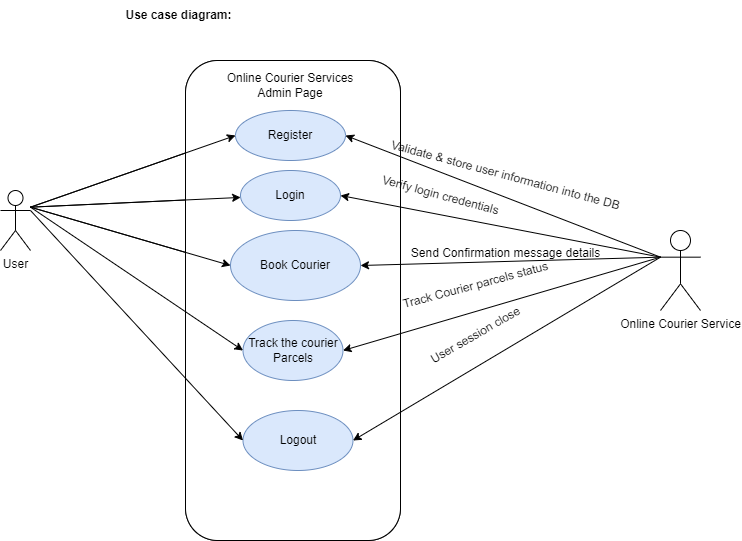 Use case diagram:
Online Courier Services
Admin Page
Register
Validate & store user information into the DB
Login
Verify login credentials
User
Book Courier
Send Confirmation message details
Track Courier parcels status
Online Courier Service
Track the courier
Parcels
User session close
Logout